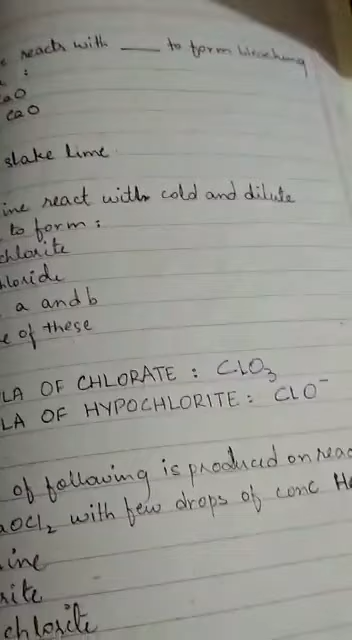 reacts with ___ to form bleaching
:
aO
CaO
slake lime
ine react with cold and dilute
to form :
chlorite
hloride
a and b
e of these
LA OF CHLORATE : ClO3
LA OF HYPOCHLORITE : ClO⁻
of following is produced on reac
aOCl2 with few drops of conc H
ine
rite
chlorite